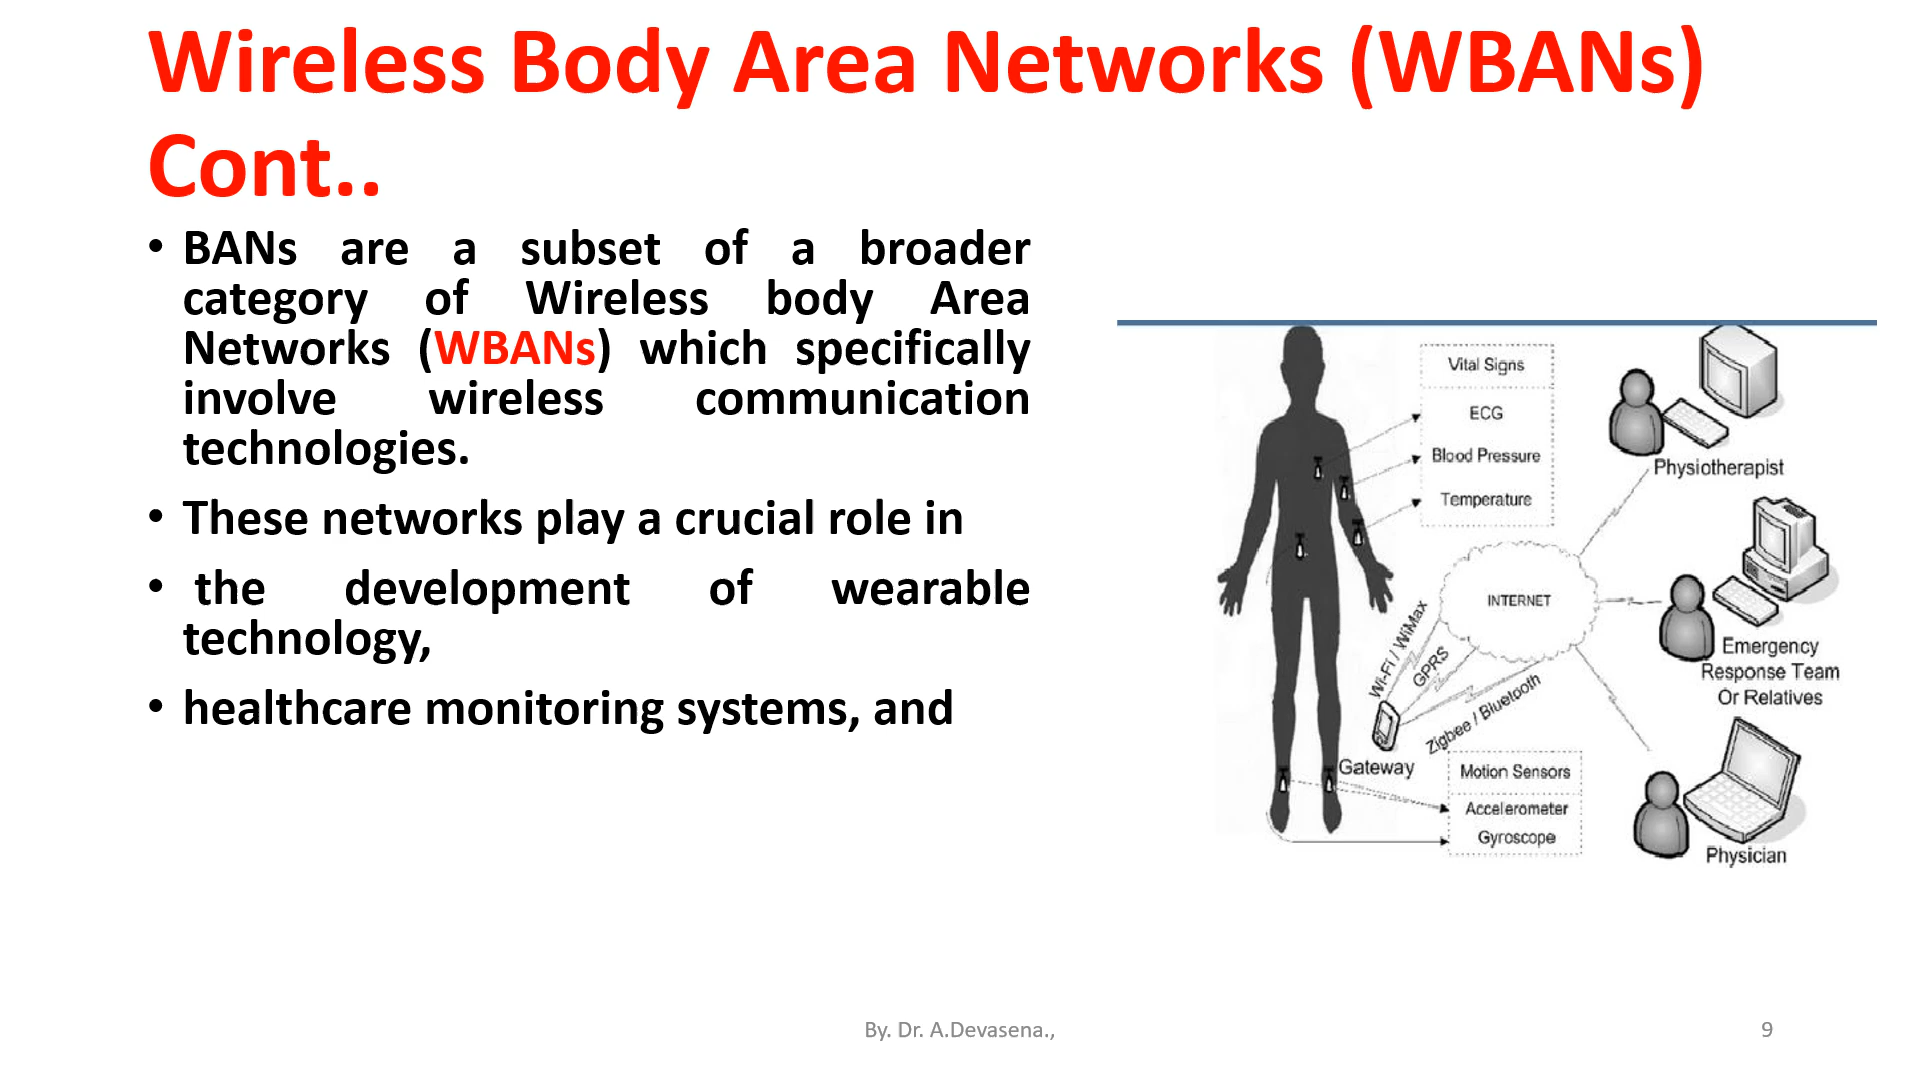 Wireless Body Area Networks (WBANs)
Cont..
• BANs are a subset of a broader
category of Wireless body Area
Networks (WBANs) which specifically
involve wireless communication
technologies.
• These networks play a crucial role in
• the development of wearable
technology,
• healthcare monitoring systems, and
Vital Signs
ECG
Blood Pressure
Temperature
Physiotherapist
INTERNET
Emergency
Response Team
Or Relatives
Wi-Fi / WiMax
GPRS
Zigbee / Bluetooth
Gateway
Motion Sensors
Accelerometer
Gyroscope
Physician
By. Dr. A.Devasena.,
9